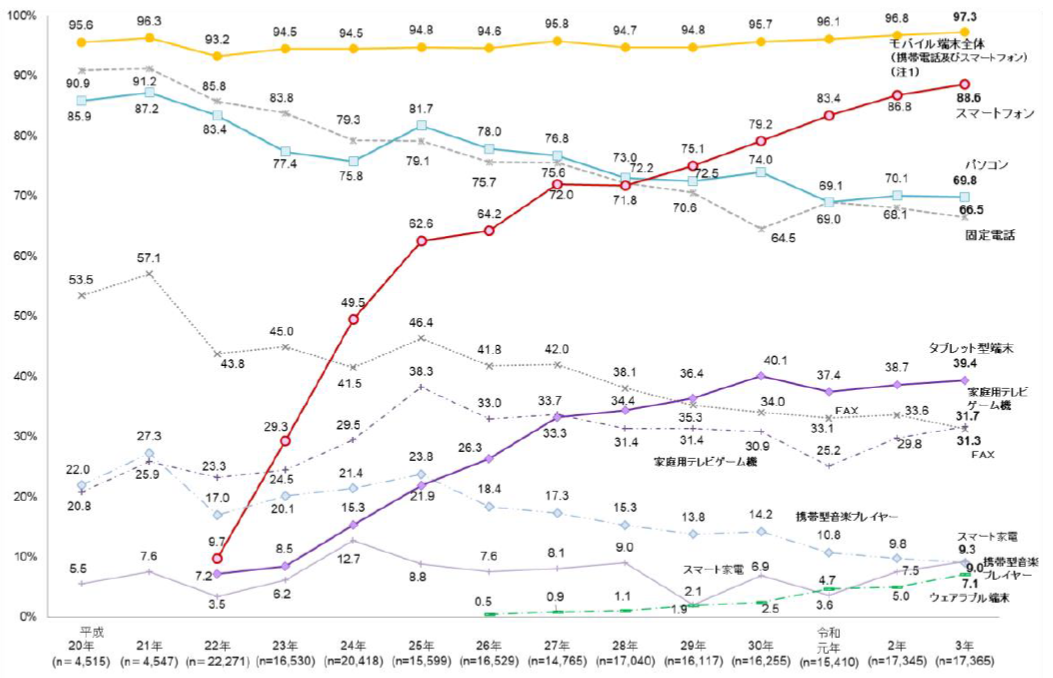 100%
90%
80%
70%
60%
50%
40%
30%
20%
10%
0%
95.6 96.3 93.2 94.5 94.5 94.8 94.6 95.8 94.7 94.8 95.7 96.1 96.8 97.3
モバイル端末全体
(携帯電話及びスマートフォン)
(注1)
90.9 91.2 85.8 83.8 79.3 79.1 75.7 75.6 72.2 70.6 64.5 69.0 68.1 66.5
固定電話
85.9 87.2 83.4 77.4 75.8 81.7 78.0 76.8 73.0 72.5 74.0 69.1 70.1 69.8
パソコン
9.7 29.3 49.5 62.6 64.2 72.0 71.8 75.1 79.2 83.4 86.8 88.6
スマートフォン
53.5 57.1 43.8 45.0 41.5 46.4 41.8 42.0 38.1 35.3 34.0 33.1 33.6 31.3
FAX
FAX
7.2 8.5 15.3 21.9 26.3 33.3 34.4 36.4 40.1 37.4 38.7 39.4
タブレット型端末
20.8 25.9 23.3 24.5 29.5 38.3 33.0 33.7 31.4 31.4 30.9 25.2 29.8 31.7
家庭用テレビゲーム機
家庭用テレビ
ゲーム機
22.0 27.3 17.0 20.1 21.4 23.8 18.4 17.3 15.3 13.8 14.2 10.8 9.8 9.0
携帯型音楽プレイヤー
携帯型音楽
プレイヤー
5.5 7.6 3.5 6.2 12.7 8.8 7.6 8.1 9.0 2.1 6.9 3.6 7.5 9.3
スマート家電
スマート家電
0.5 0.9 1.1 1.9 2.5 4.7 5.0 7.1
ウェアラブル端末
平成
20年
(n=4,515)
21年
(n=4,547)
22年
(n=22,271)
23年
(n=16,530)
24年
(n=20,418)
25年
(n=15,599)
26年
(n=16,529)
27年
(n=14,765)
28年
(n=17,040)
29年
(n=16,117)
30年
(n=16,255)
令和
元年
(n=15,410)
2年
(n=17,345)
3年
(n=17,365)